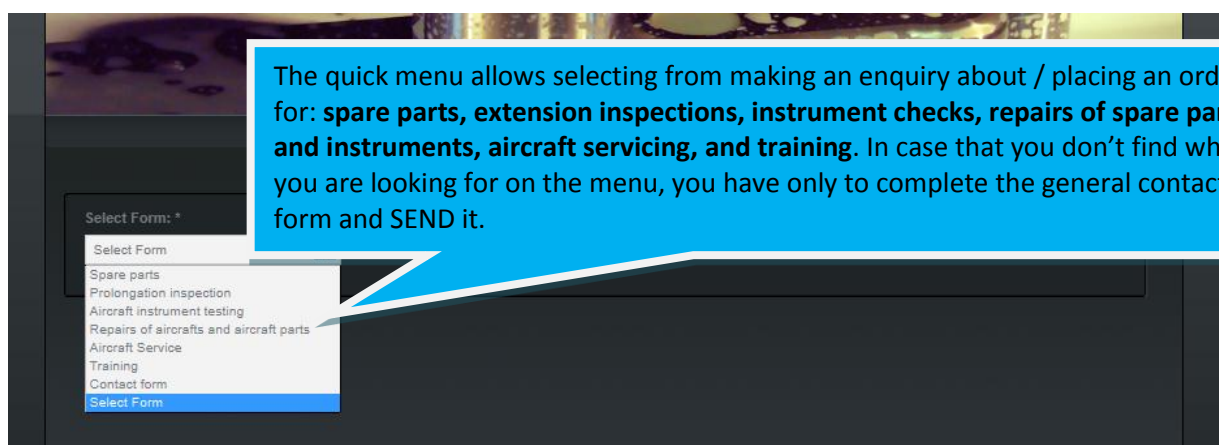 The quick menu allows selecting from making an enquiry about / placing an ord
for: spare parts, extension inspections, instrument checks, repairs of spare par
and instruments, aircraft servicing, and training. In case that you don’t find wh
you are looking for on the menu, you have only to complete the general contact
form and SEND it.
Select Form: *
Select Form
Spare parts
Prolongation inspection
Aircraft instrument testing
Repairs of aircrafts and aircraft parts
Aircraft Service
Training
Contact form
Select Form